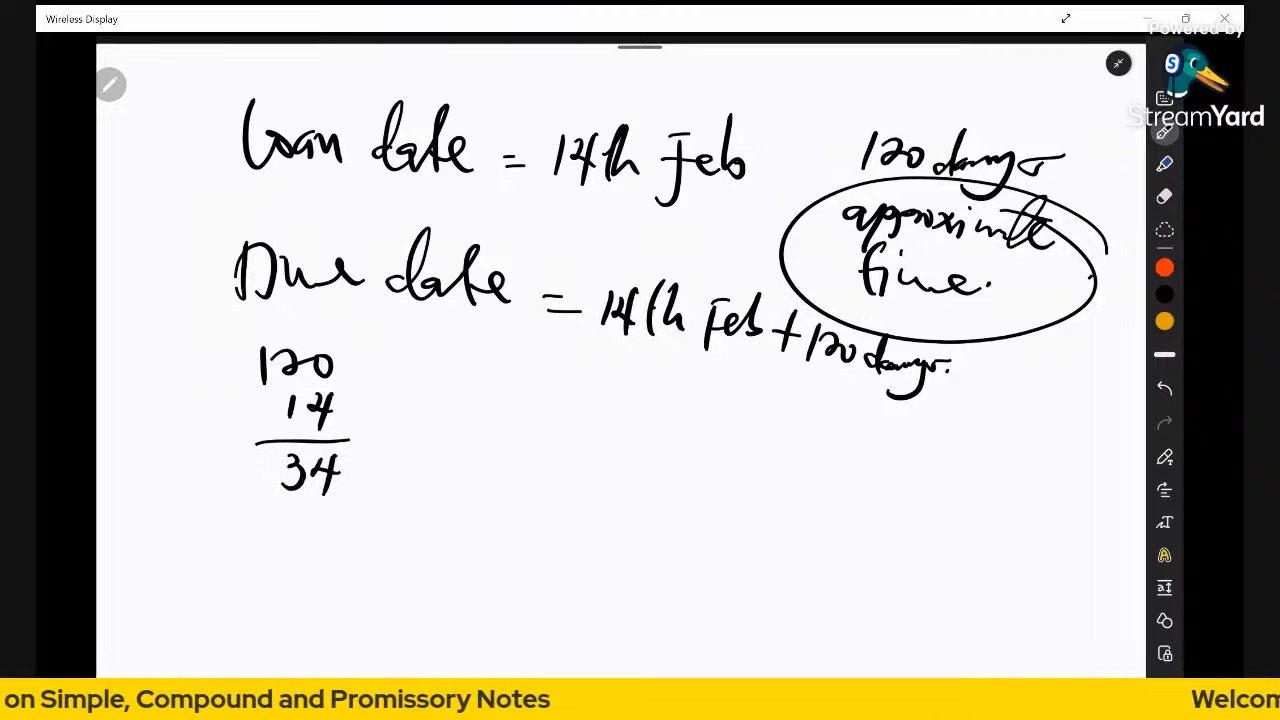 Wireless Display
Powered by
StreamYard
Loan date = 14th Feb
120 days
approximate
time.
Due date = 14th Feb + 120 days.
120
14
34
on Simple, Compound and Promissory Notes
Welcom